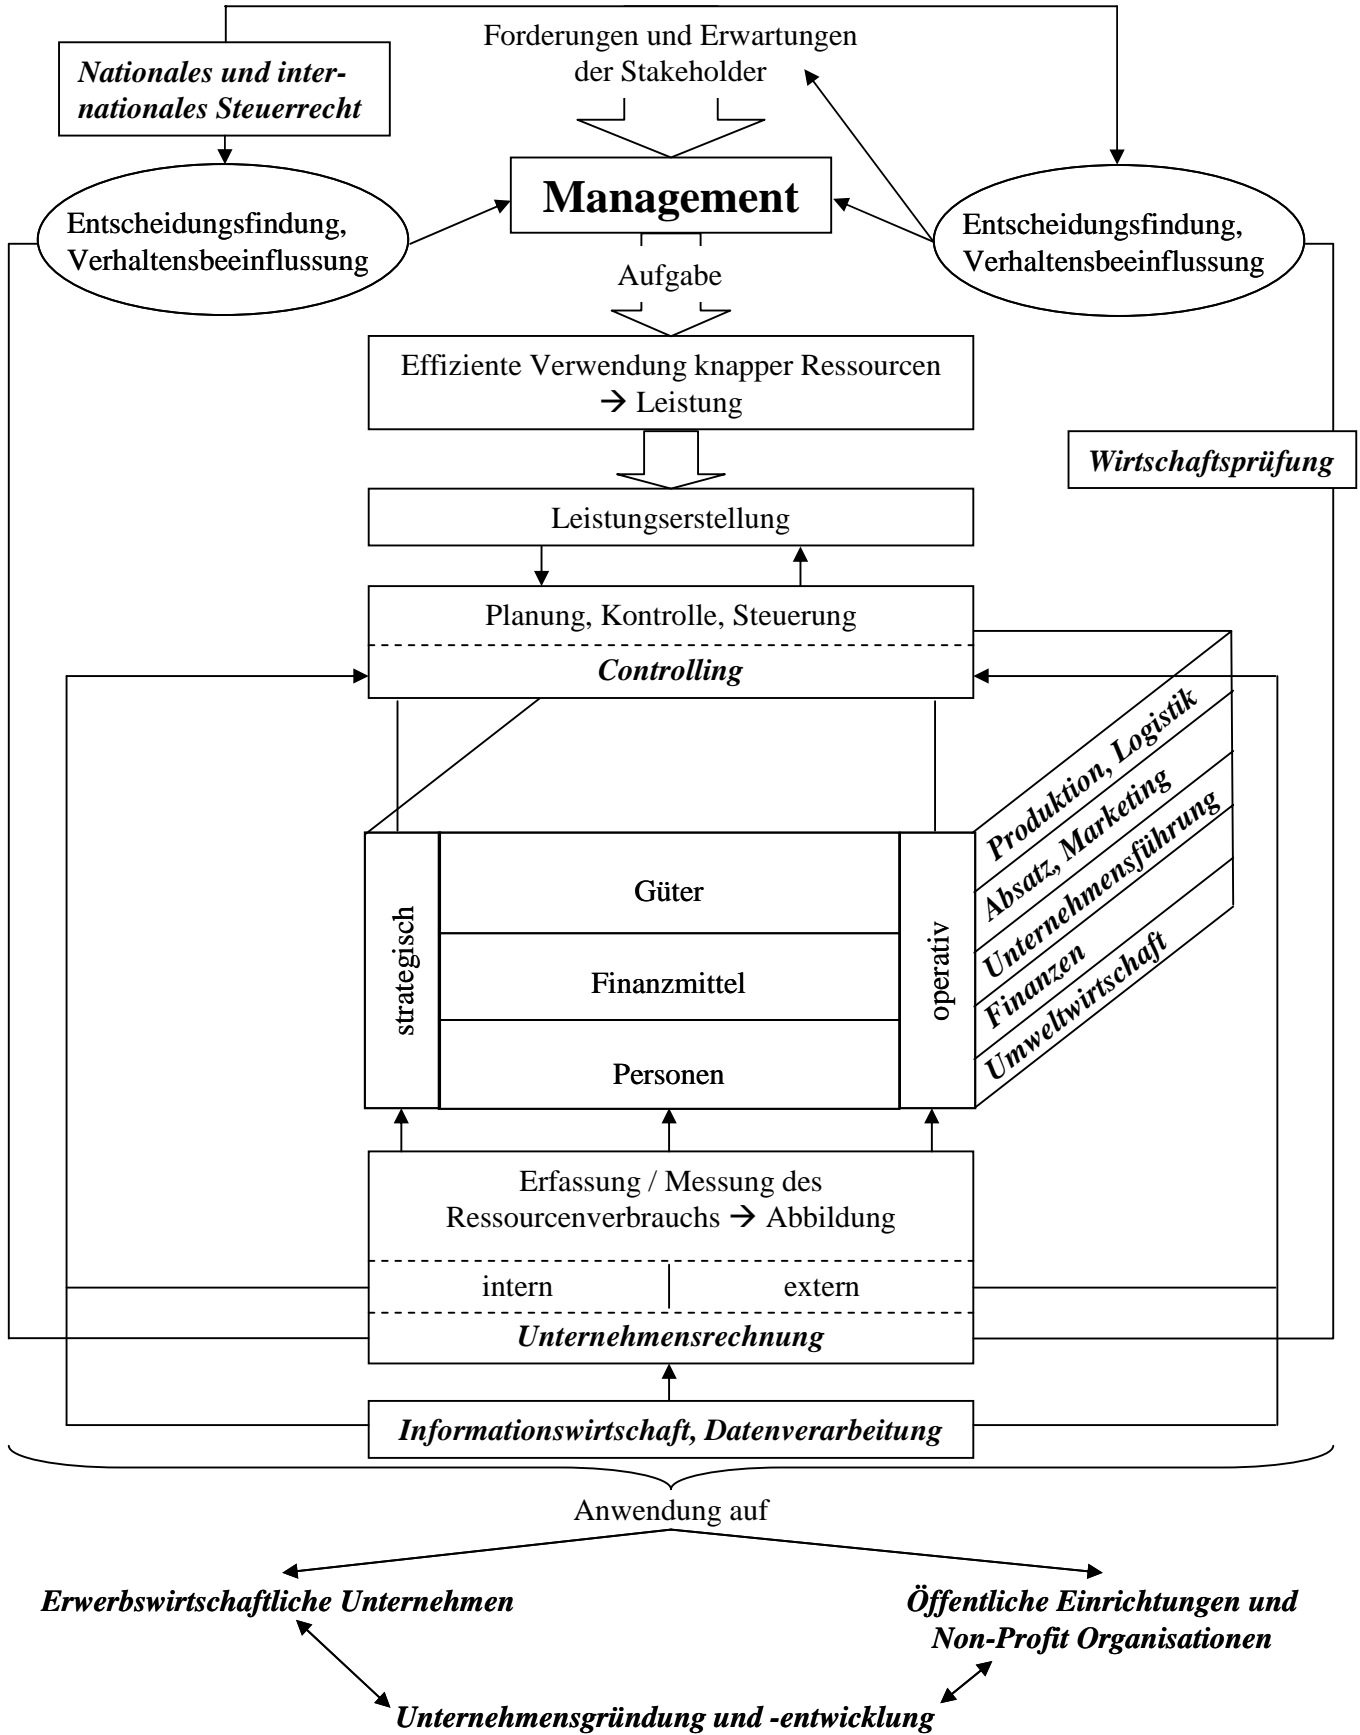 Forderungen und Erwartungen
der Stakeholder
Nationales und inter-
nationales Steuerrecht
Management
Entscheidungsfindung,
Verhaltensbeeinflussung
Entscheidungsfindung,
Verhaltensbeeinflussung
Aufgabe
Effiziente Verwendung knapper Ressourcen
→ Leistung
Wirtschaftsprüfung
Leistungserstellung
Planung, Kontrolle, Steuerung
Controlling
Produktion, Logistik
Absatz, Marketing
Unternehmensführung
Finanzen
Umweltwirtschaft
strategisch
Güter
Finanzmittel
Personen
operativ
Erfassung / Messung des
Ressourcenverbrauchs → Abbildung
intern
extern
Unternehmensrechnung
Informationswirtschaft, Datenverarbeitung
Anwendung auf
Erwerbswirtschaftliche Unternehmen
Öffentliche Einrichtungen und
Non-Profit Organisationen
Unternehmensgründung und -entwicklung